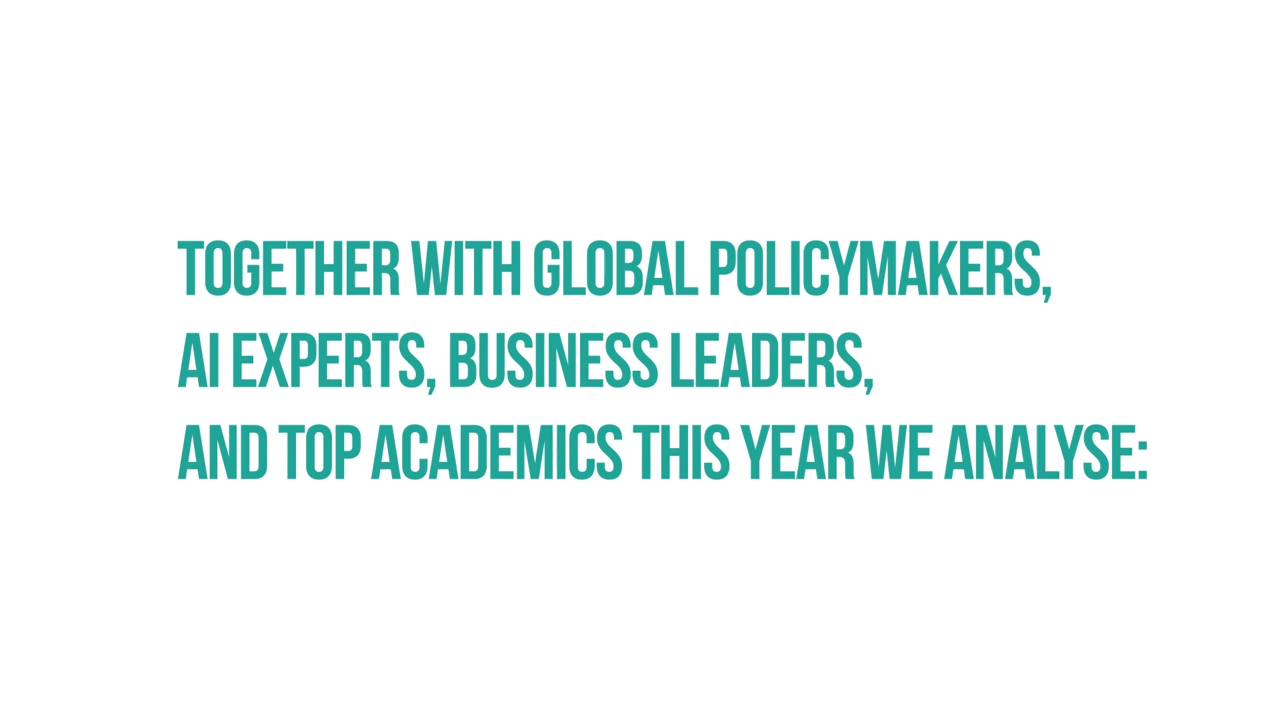 TOGETHER WITH GLOBAL POLICYMAKERS,
AI EXPERTS, BUSINESS LEADERS,
AND TOP ACADEMICS THIS YEAR WE ANALYSE: